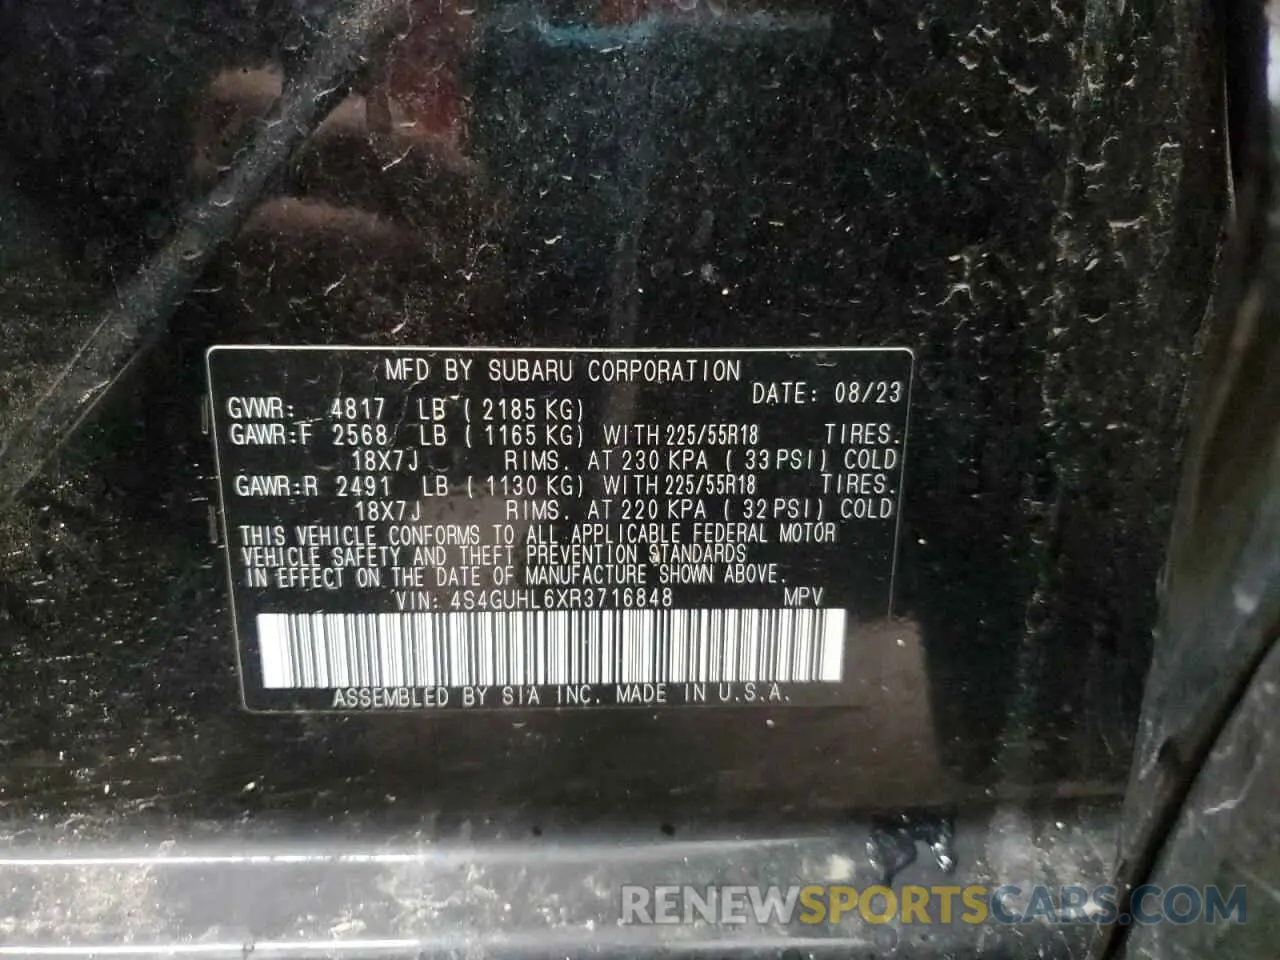 MFD BY SUBARU CORPORATION
DATE: 08/23
GVWR: 4817 LB ( 2185 KG)
GAWR:F 2568 LB ( 1165 KG) WITH 225/55R18 TIRES.
18X7J RIMS. AT 230 KPA ( 33 PSI) COLD
GAWR:R 2491 LB ( 1130 KG) WITH 225/55R18 TIRES.
18X7J RIMS. AT 220 KPA ( 32 PSI) COLD
THIS VEHICLE CONFORMS TO ALL APPLICABLE FEDERAL MOTOR
VEHICLE SAFETY AND THEFT PREVENTION STANDARDS
IN EFFECT ON THE DATE OF MANUFACTURE SHOWN ABOVE.
VIN: 4S4GUHL6XR3716848 MPV
ASSEMBLED BY SIA INC. MADE IN U.S.A.
RENEWSPORTSCARS.COM